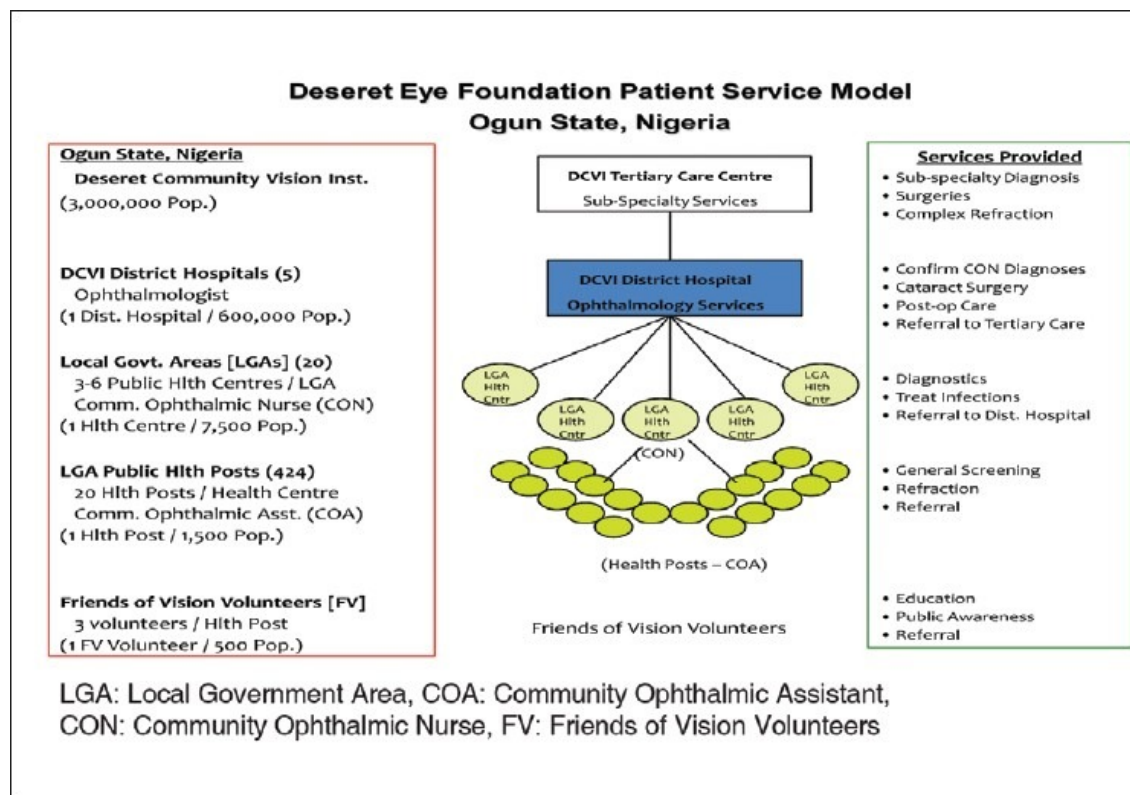 Deseret Eye Foundation Patient Service Model
Ogun State, Nigeria
Ogun State, Nigeria
Deseret Community Vision Inst.
(3,000,000 Pop.)
DCVI District Hospitals (5)
Ophthalmologist
(1 Dist. Hospital / 600,000 Pop.)
Local Govt. Areas [LGAs] (20)
3-6 Public Hlth Centres / LGA
Comm. Ophthalmic Nurse (CON)
(1 Hlth Centre / 7,500 Pop.)
LGA Public Hlth Posts (424)
20 Hlth Posts / Health Centre
Comm. Ophthalmic Asst. (COA)
(1 Hlth Post / 1,500 Pop.)
Friends of Vision Volunteers [FV]
3 volunteers / Hlth Post
(1 FV Volunteer / 500 Pop.)
DCVI Tertiary Care Centre
Sub-Specialty Services
DCVI District Hospital
Ophthalmology Services
LGA
Hlth
Cntr
LGA
Hlth
Cntr
LGA
Hlth
Cntr
LGA
Hlth
Cntr
LGA
Hlth
Cntr
(CON)
(Health Posts – COA)
Friends of Vision Volunteers
Services Provided
• Sub-specialty Diagnosis
• Surgeries
• Complex Refraction
• Confirm CON Diagnoses
• Cataract Surgery
• Post-op Care
• Referral to Tertiary Care
• Diagnostics
• Treat Infections
• Referral to Dist. Hospital
• General Screening
• Refraction
• Referral
• Education
• Public Awareness
• Referral
LGA: Local Government Area, COA: Community Ophthalmic Assistant,
CON: Community Ophthalmic Nurse, FV: Friends of Vision Volunteers